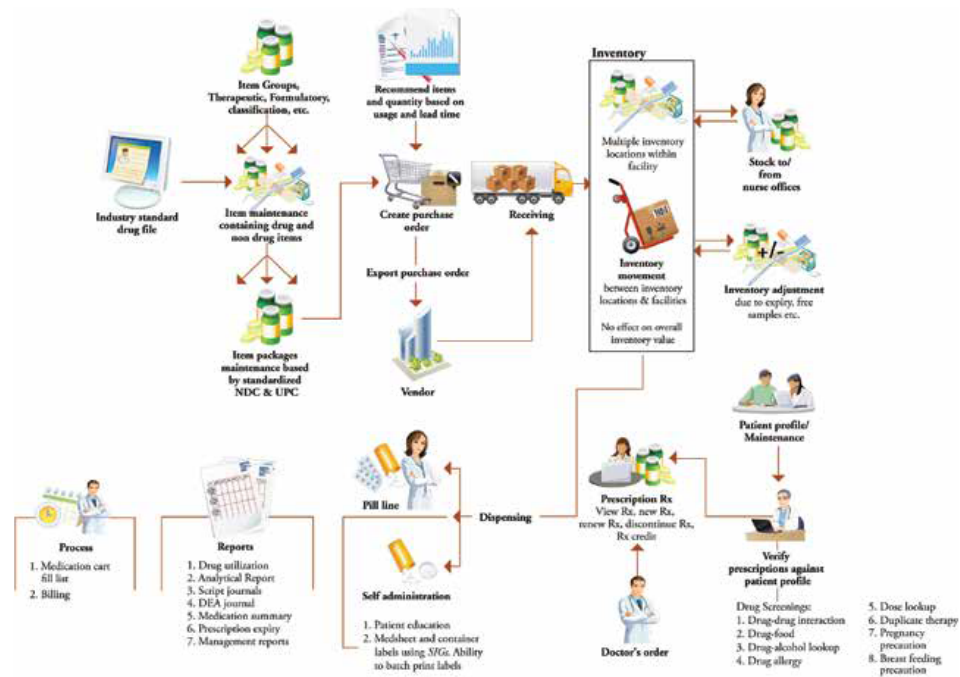 Item Groups,
Therapeutic, Formulatory,
classification, etc.
Recommend items
and quantity based on
usage and lead time
Inventory
Multiple inventory
locations within
facility
Stock to/
from
nurse offices
Industry standard
drug file
Item maintenance
containing drug and
non drug items
Create purchase
order
Receiving
Export purchase order
Inventory
movement
between inventory
locations & facilities
No effect on overall
inventory value
+/-
Inventory adjustment
due to expiry, free
samples etc.
Item packages
maintenance based
by standardized
NDC & UPC
Vendor
Patient profile/
Maintenance
Pill line
Dispensing
Prescription Rx
View Rx, new Rx,
renew Rx, discontinue Rx,
Rx credit
Verify
prescriptions against
patient profile
Process
1. Medication cart
fill list
2. Billing
Reports
1. Drug utilization
2. Analytical Report
3. Script journals
4. DEA journal
5. Medication summary
6. Prescription expiry
7. Management reports
Self administration
1. Patient education
2. Medsheet and container
labels using SIGs. Ability
to batch print labels
Doctor's order
Drug Screenings:
1. Drug-drug interaction
2. Drug-food
3. Drug-alcohol lookup
4. Drug allergy
5. Dose lookup
6. Duplicate therapy
7. Pregnancy
precaution
8. Breast feeding
precaution